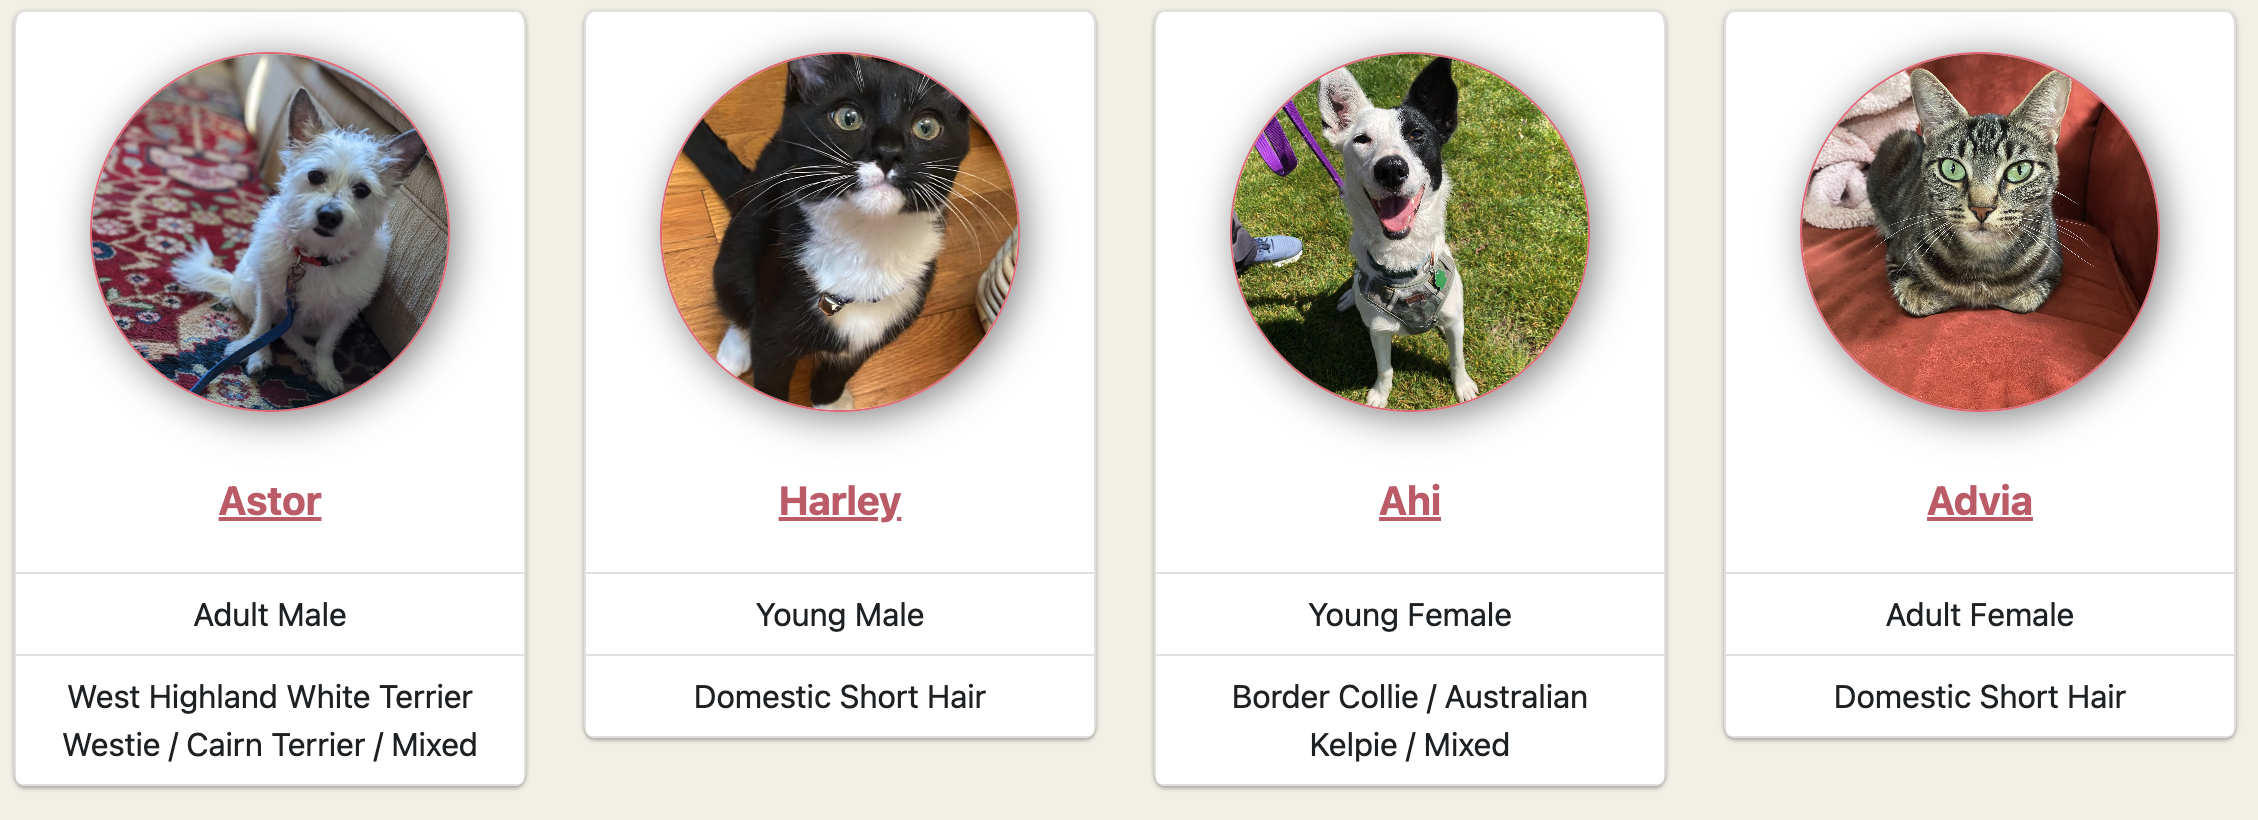 Astor
Adult Male
West Highland White Terrier
Westie / Cairn Terrier / Mixed
Harley
Young Male
Domestic Short Hair
Ahi
Young Female
Border Collie / Australian
Kelpie / Mixed
Advia
Adult Female
Domestic Short Hair